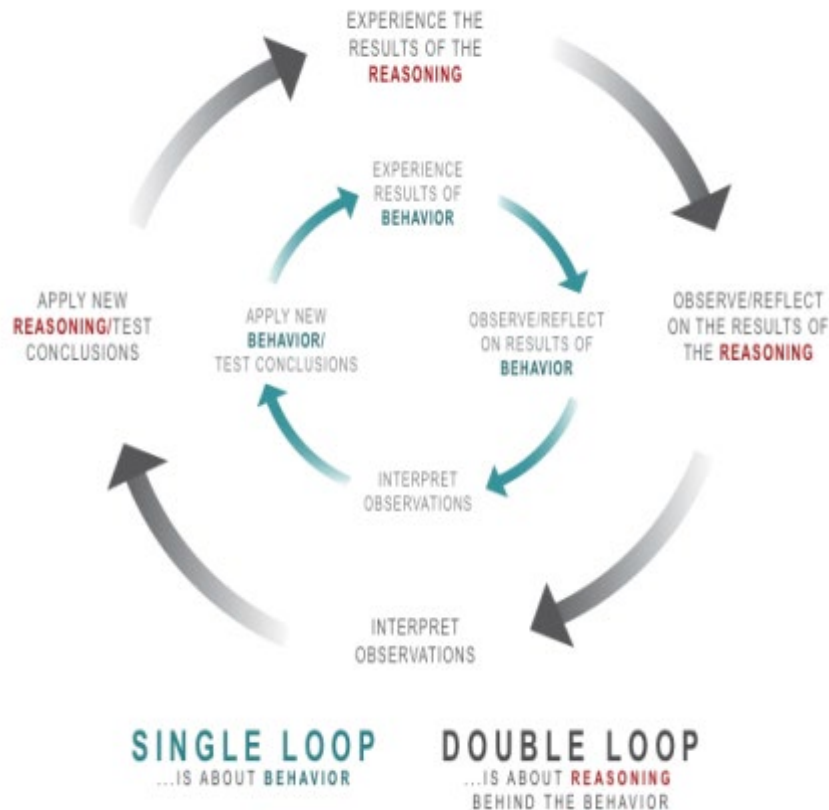 EXPERIENCE THE
RESULTS OF THE
REASONING
EXPERIENCE
RESULTS OF
BEHAVIOR
APPLY NEW
REASONING/TEST
CONCLUSIONS
APPLY NEW
BEHAVIOR/
TEST CONCLUSIONS
OBSERVE/REFLECT
ON RESULTS OF
BEHAVIOR
OBSERVE/REFLECT
ON THE RESULTS OF
THE REASONING
INTERPRET
OBSERVATIONS
INTERPRET
OBSERVATIONS
SINGLE LOOP
...IS ABOUT BEHAVIOR
DOUBLE LOOP
...IS ABOUT REASONING
BEHIND THE BEHAVIOR